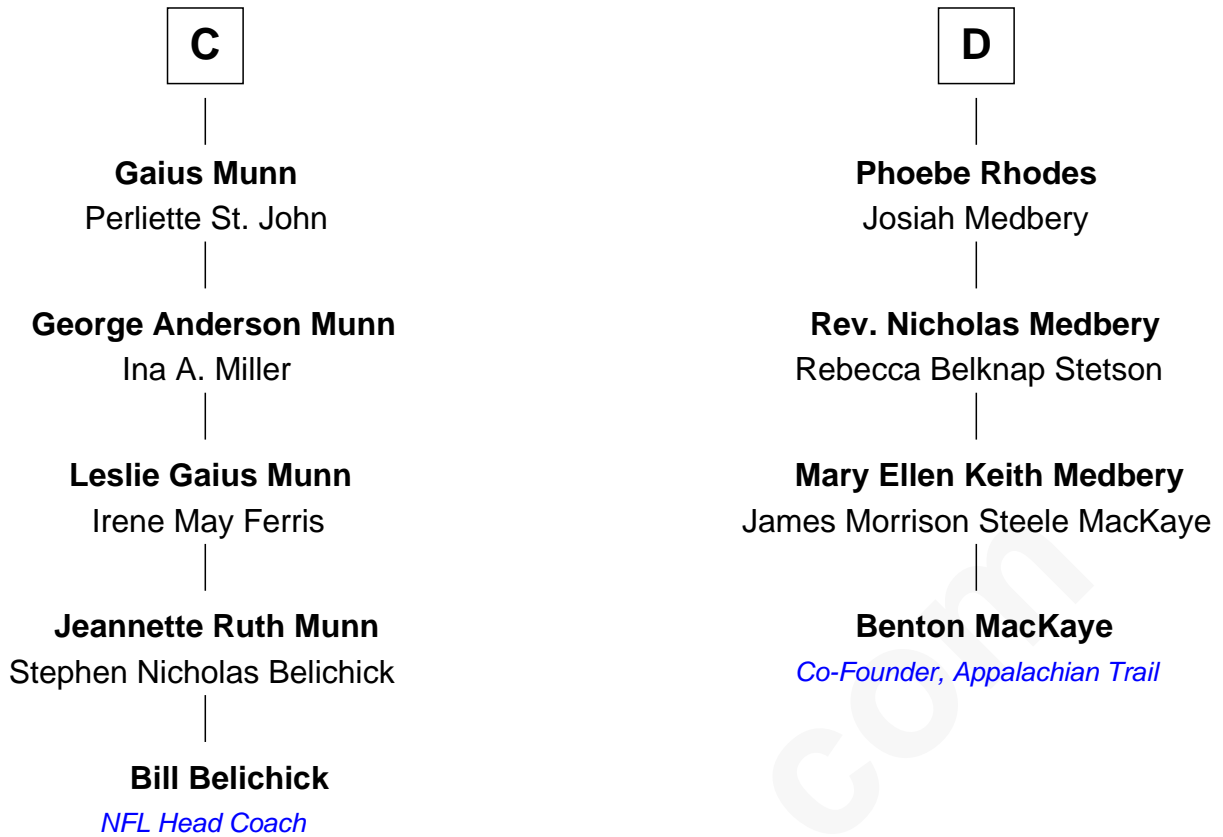 C
Gaius Munn
Perliette St. John
George Anderson Munn
Ina A. Miller
Leslie Gaius Munn
Irene May Ferris
Jeannette Ruth Munn
Stephen Nicholas Belichick
Bill Belichick
NFL Head Coach
D
Phoebe Rhodes
Josiah Medbery
Rev. Nicholas Medbery
Rebecca Belknap Stetson
Mary Ellen Keith Medbery
James Morrison Steele MacKaye
Benton MacKaye
Co-Founder, Appalachian Trail
com